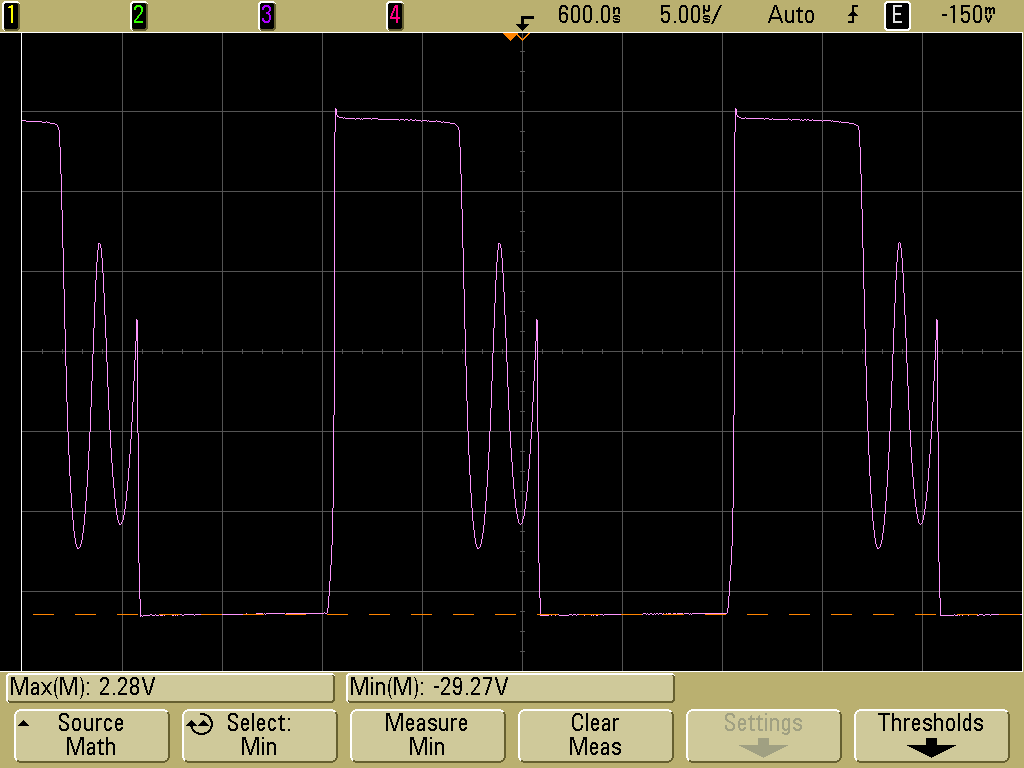 1 2 3 4 600.0ns 5.00µs/ Auto E -150mV
Max(M): 2.28V Min(M): -29.27V
Source Math
Select: Min
Measure Min
Clear Meas
Settings
Thresholds